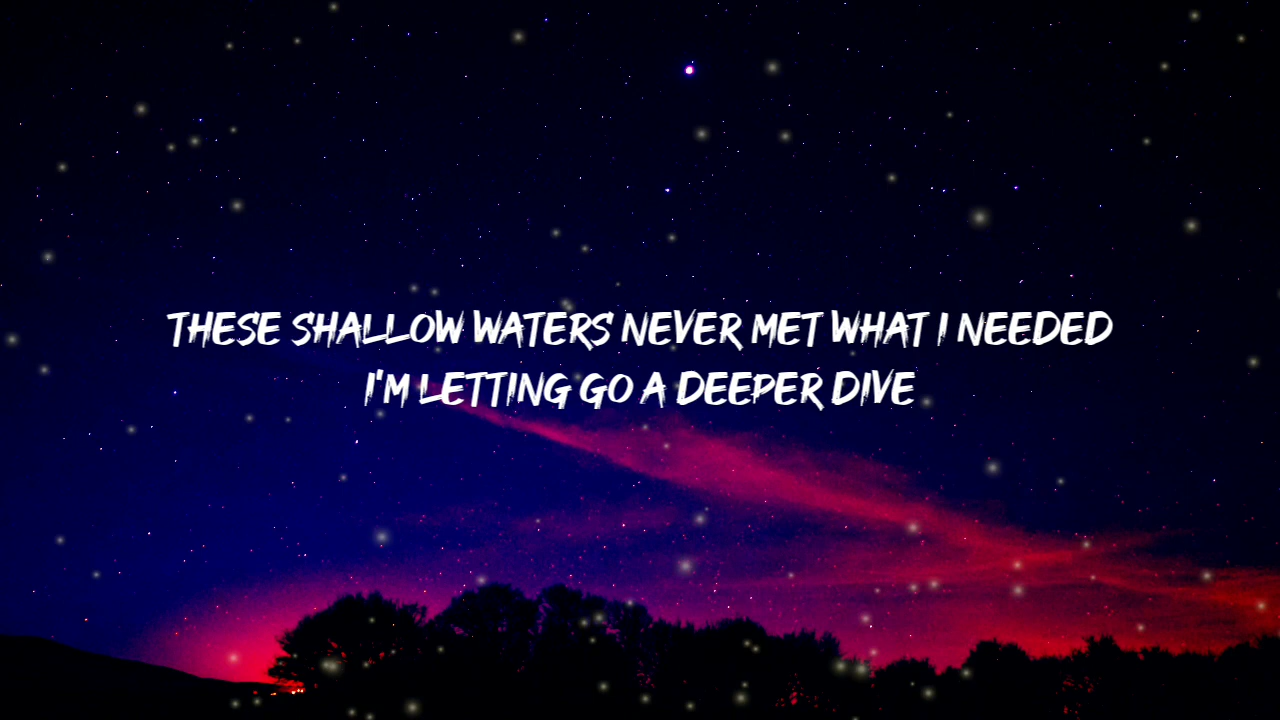 THESE SHALLOW WATERS NEVER MET WHAT I NEEDED
I'M LETTING GO A DEEPER DIVE